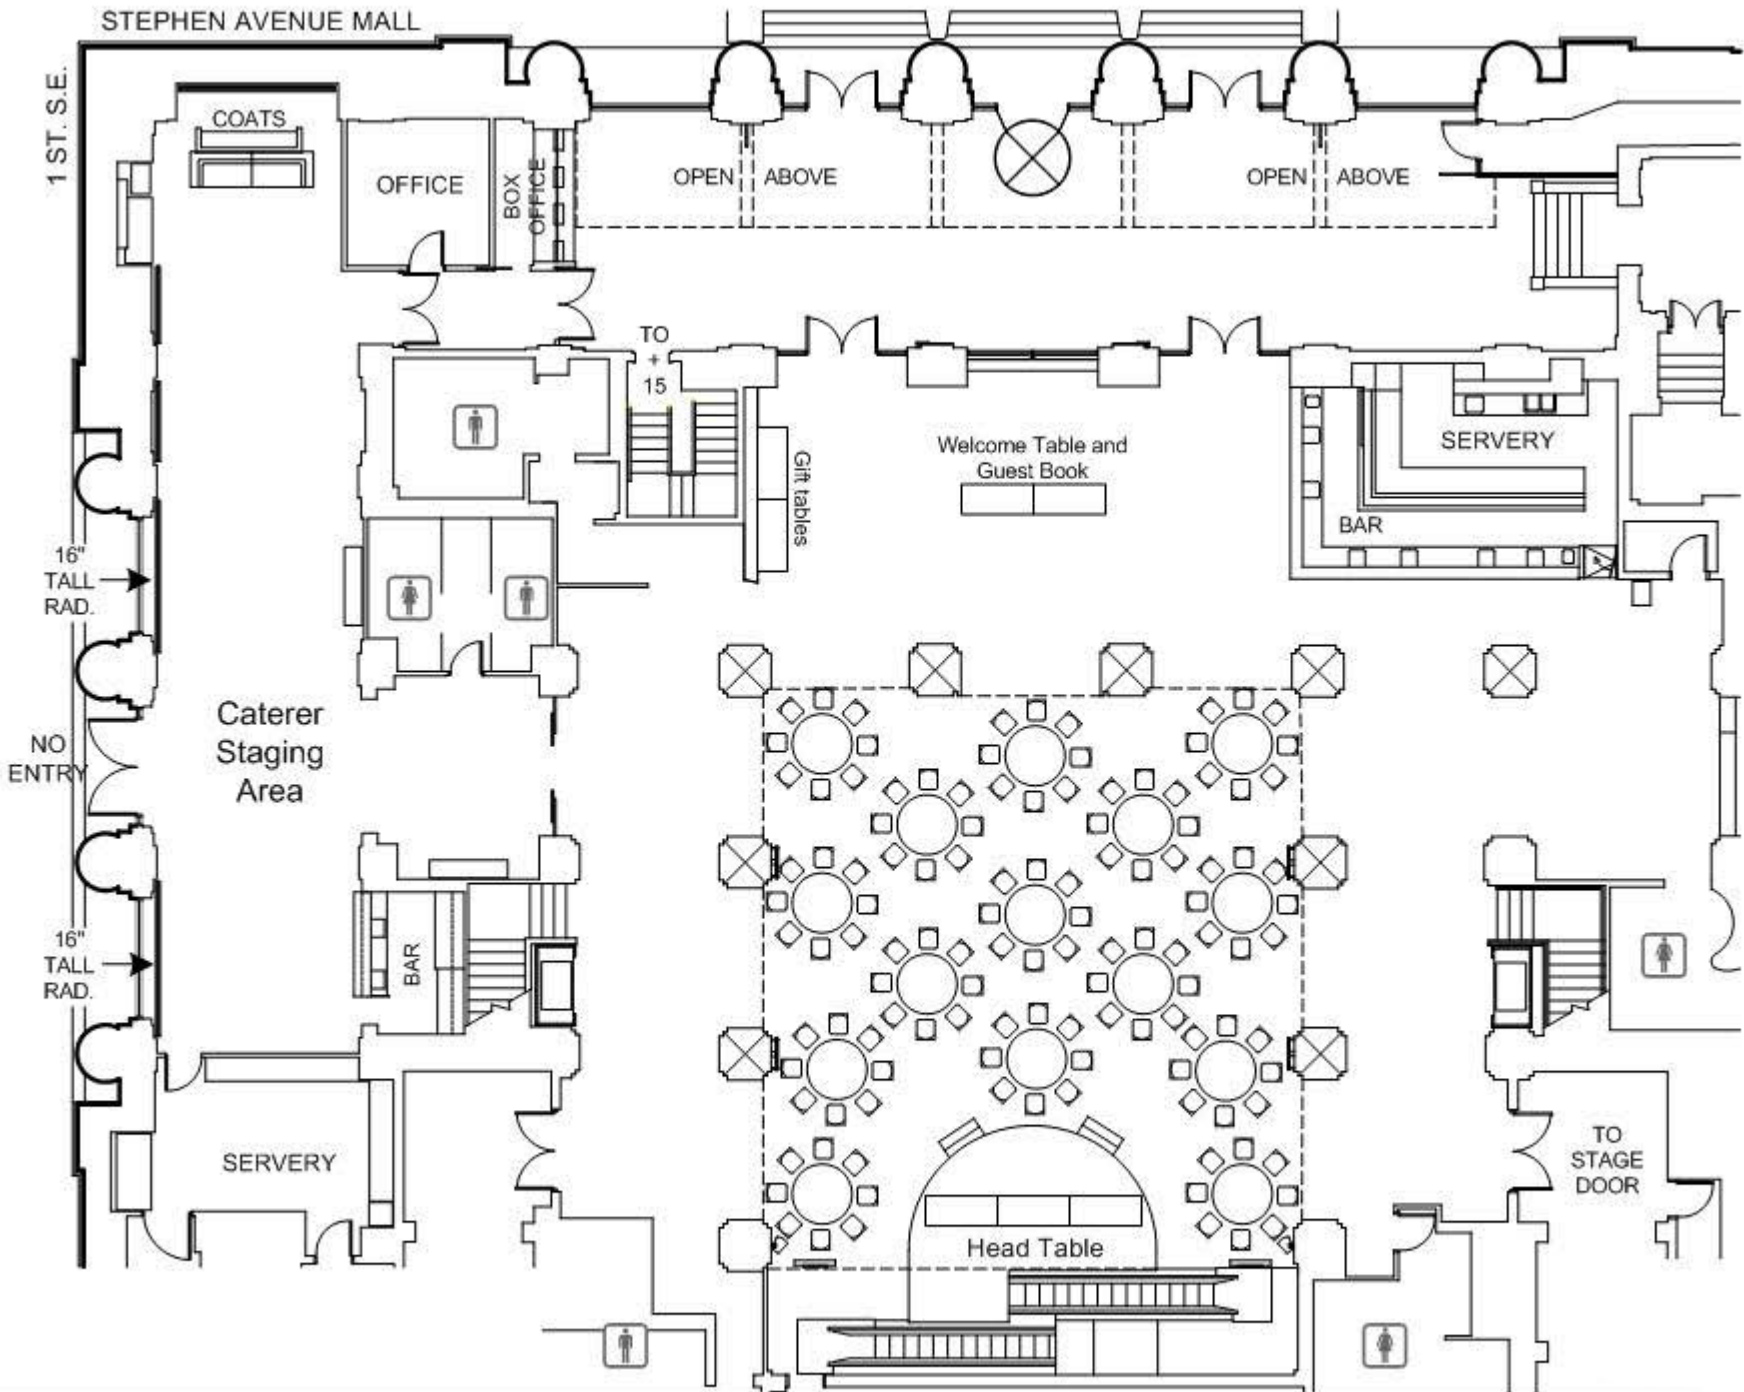 STEPHEN AVENUE MALL
1 ST. S.E.
COATS
OFFICE
BOX
OFFICE
OPEN
ABOVE
OPEN
ABOVE
TO
+
15
Gift tables
Welcome Table and
Guest Book
SERVERY
BAR
16"
TALL
RAD.
Caterer
Staging
Area
NO
ENTRY
16"
TALL
RAD.
BAR
SERVERY
Head Table
TO
STAGE
DOOR